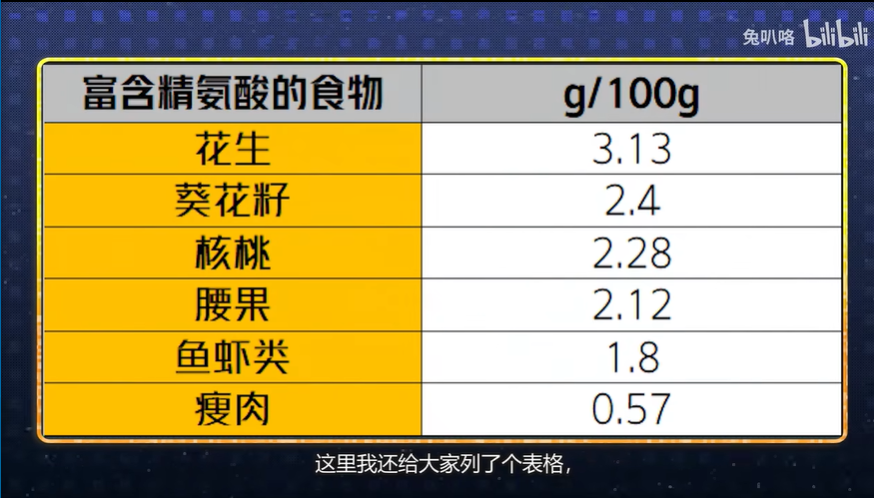 兔叭咯 bilibili
富含精氨酸的食物 g/100g
花生 3.13
葵花籽 2.4
核桃 2.28
腰果 2.12
鱼虾类 1.8
瘦肉 0.57
这里我还给大家列了个表格，